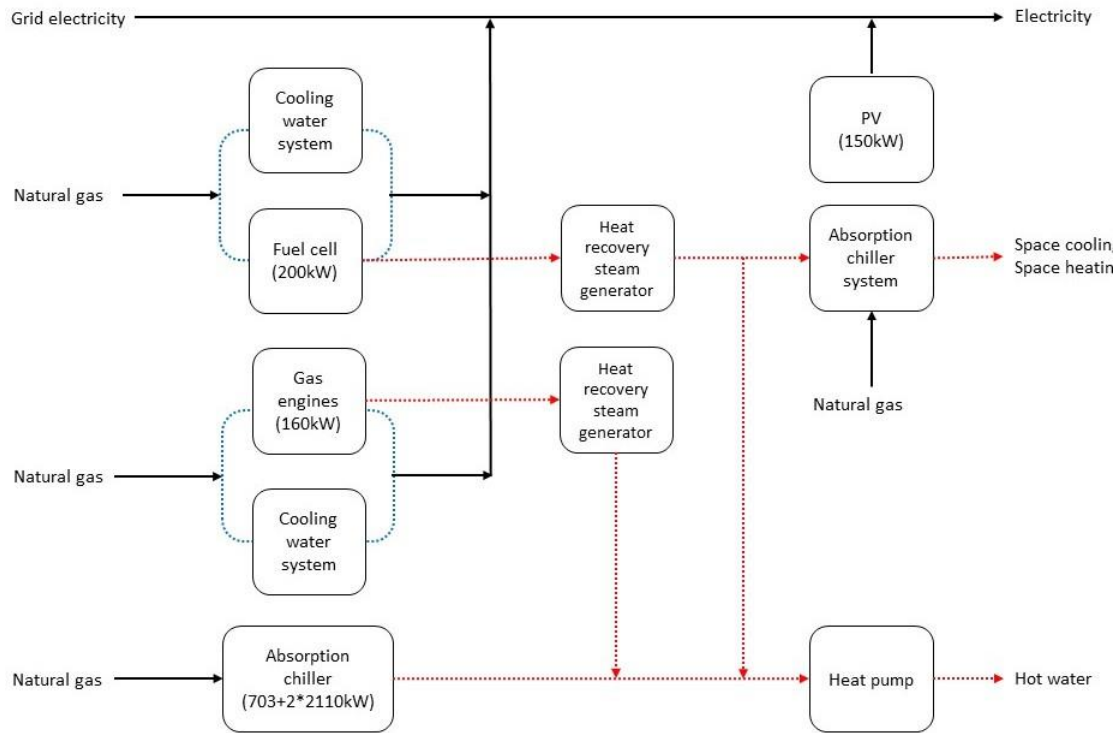 Grid electricity
Electricity
Cooling
water
system
PV
(150kW)
Natural gas
Fuel cell
(200kW)
Heat
recovery
steam
generator
Absorption
chiller
system
Space cooling
Space heatin
Gas
engines
(160kW)
Heat
recovery
steam
generator
Natural gas
Natural gas
Cooling
water
system
Natural gas
Absorption
chiller
(703+2*2110kW)
Heat pump
Hot water